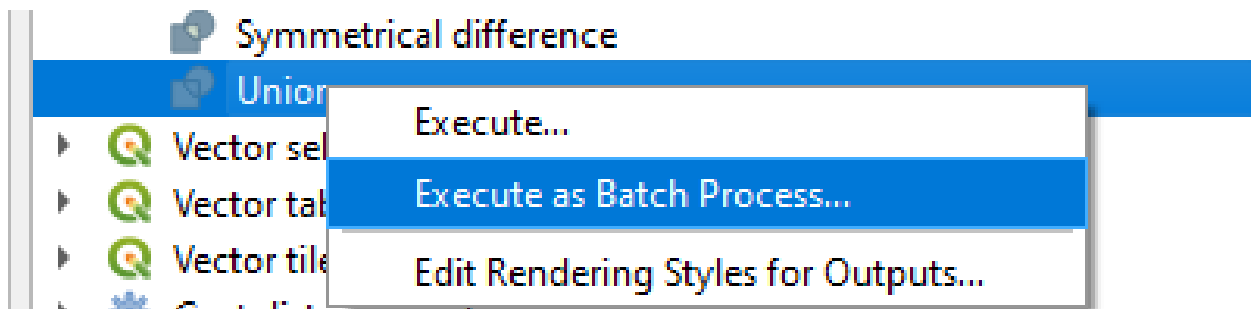 Symmetrical difference
Union
Execute...
Vector sel
Execute as Batch Process...
Vector tab
Vector tile
Edit Rendering Styles for Outputs...